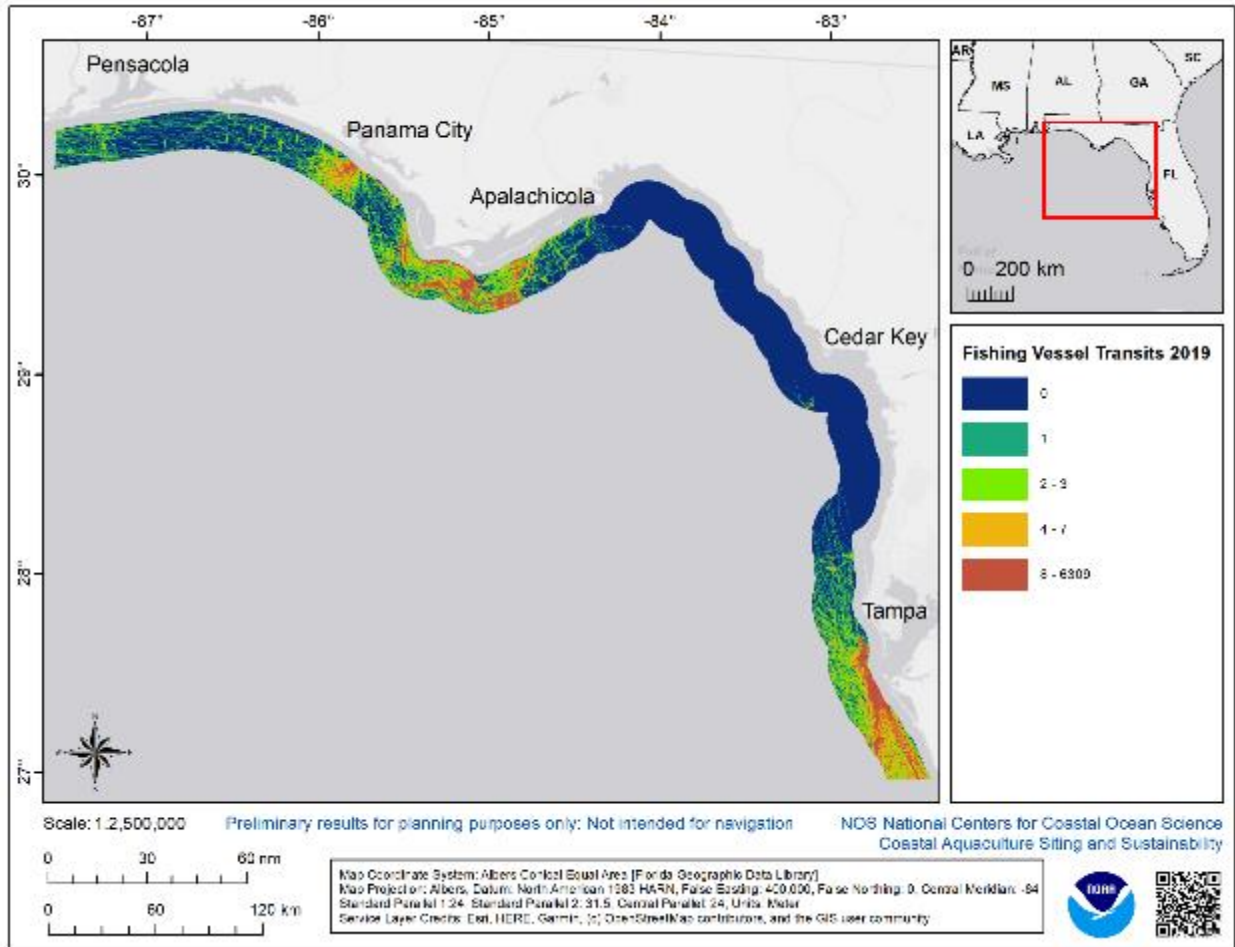 -87° -86° -85° -84° -83°
Pensacola
Panama City
Apalachicola
Cedar Key
Tampa
30°
29°
28°
27°
AR
MS
AL
GA
SC
LA
FL
0 200 km
Fishing Vessel Transits 2019
0
1
2 - 3
4 - 7
8 - 6309
Scale: 1:2,500,000
Preliminary results for planning purposes only: Not intended for navigation
NOS National Centers for Coastal Ocean Science
Coastal Aquaculture Siting and Sustainability
0 30 60 nm
0 60 120 km
Map Coordinate System: Albers Conical Equal Area [Florida Geographic Data Library]
Map Projection: Albers, Datum: North American 1983 HARN, False Easting: 400,000, False Northing: 0, Central Meridian: -84
Standard Parallel 1:24, Standard Parallel 2: 31.5, Central Parallel: 24, Units: Meter
Service Layer Credits: Esri, HERE, Garmin, (c) OpenStreetMap contributors, and the GIS user community
NOAA